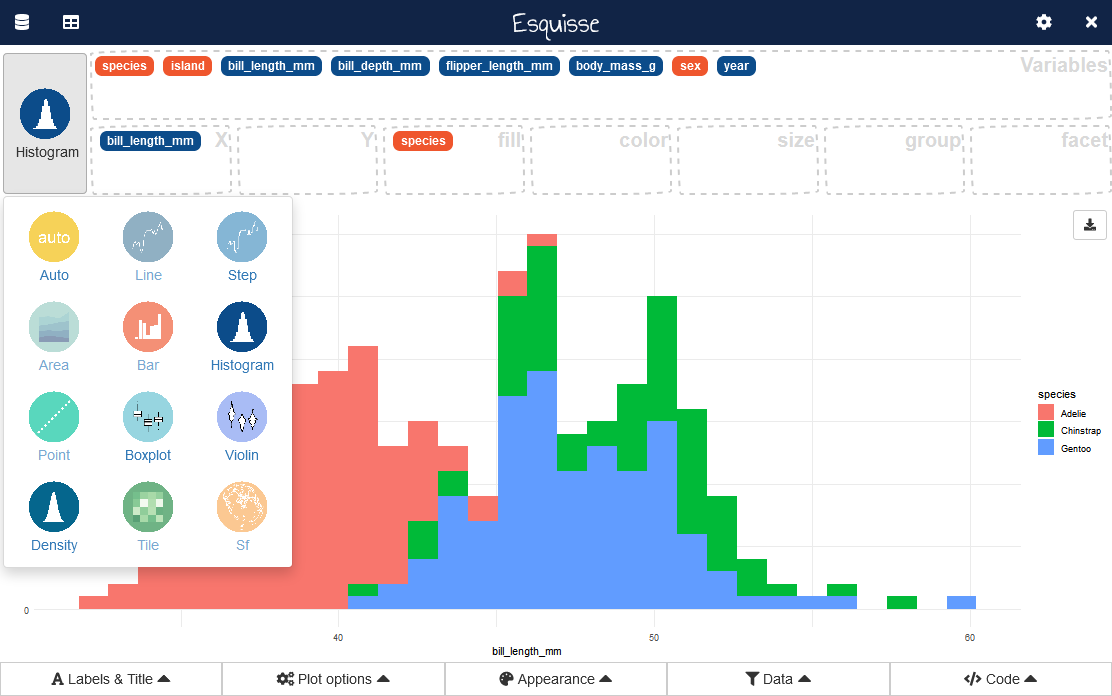 Esquisse
species island bill_length_mm bill_depth_mm flipper_length_mm body_mass_g sex year Variables
Histogram
bill_length_mm X Y species fill color size group facet
auto
Auto Line Step
Area Bar Histogram
Point Boxplot Violin
Density Tile Sf
species
Adelie
Chinstrap
Gentoo
0
40 50 60
bill_length_mm
Labels & Title Plot options Appearance Data Code